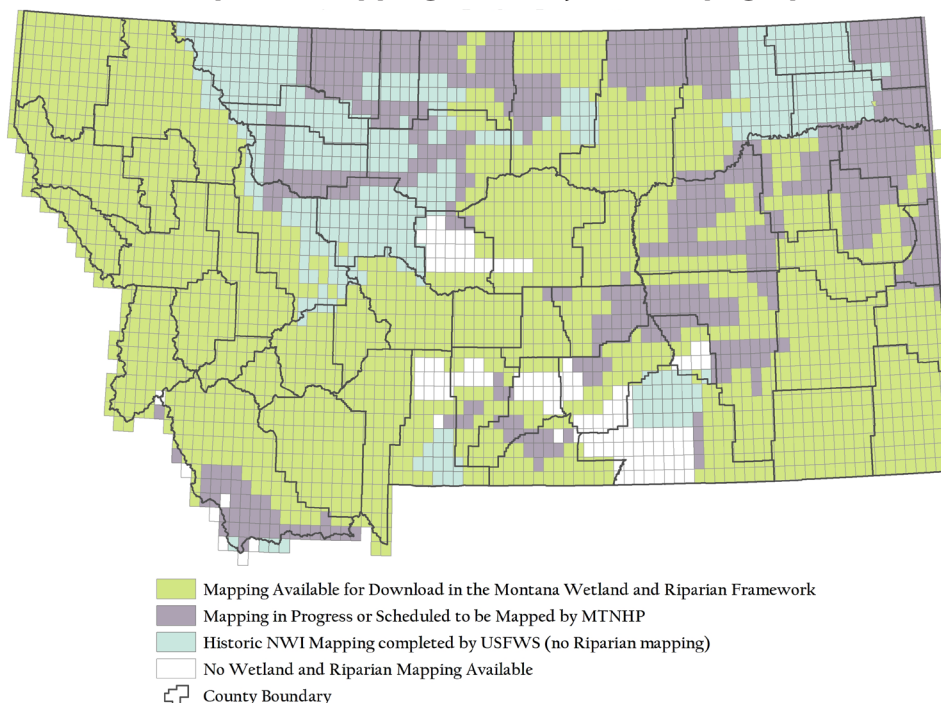 Mapping Available for Download in the Montana Wetland and Riparian Framework
Mapping in Progress or Scheduled to be Mapped by MTNHP
Historic NWI Mapping completed by USFWS (no Riparian mapping)
No Wetland and Riparian Mapping Available
County Boundary